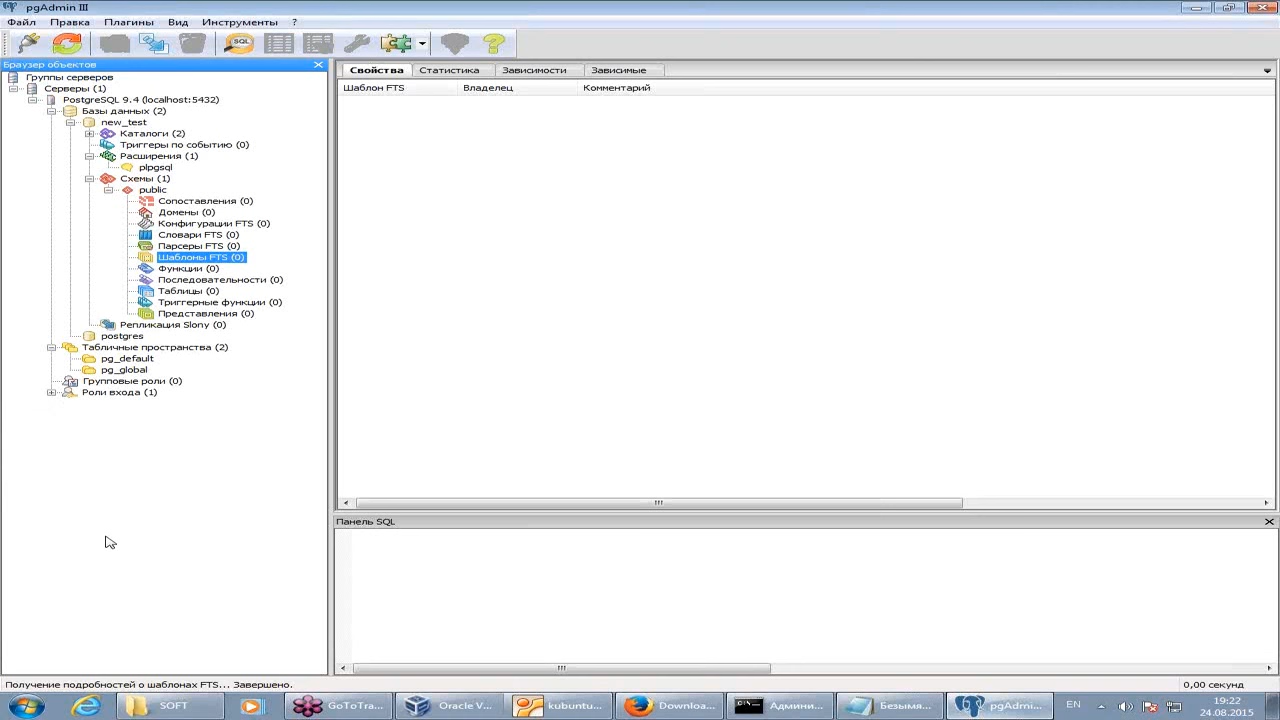 pgAdmin III
Файл Правка Плагины Вид Инструменты ?
SQL
Браузер объектов
Группы серверов
Серверы (1)
PostgreSQL 9.4 (localhost:5432)
Базы данных (2)
new_test
Каталоги (2)
Триггеры по событию (0)
Расширения (1)
plpgsql
Схемы (1)
public
Сопоставления (0)
Домены (0)
Конфигурации FTS (0)
Словари FTS (0)
Парсеры FTS (0)
Шаблоны FTS (0)
Функции (0)
Последовательности (0)
Таблицы (0)
Триггерные функции (0)
Представления (0)
Репликация Slony (0)
postgres
Табличные пространства (2)
pg_default
pg_global
Групповые роли (0)
Роли входа (1)
Свойства Статистика Зависимости Зависимые
Шаблон FTS Владелец Комментарий
Панель SQL
Получение подробностей о шаблонах FTS... Завершено.
0,00 секунд
SOFT GoToTra... Oracle V... kubuntu... Downloa... Админи... Безымя... pgAdmi... EN 19:22
24.08.2015